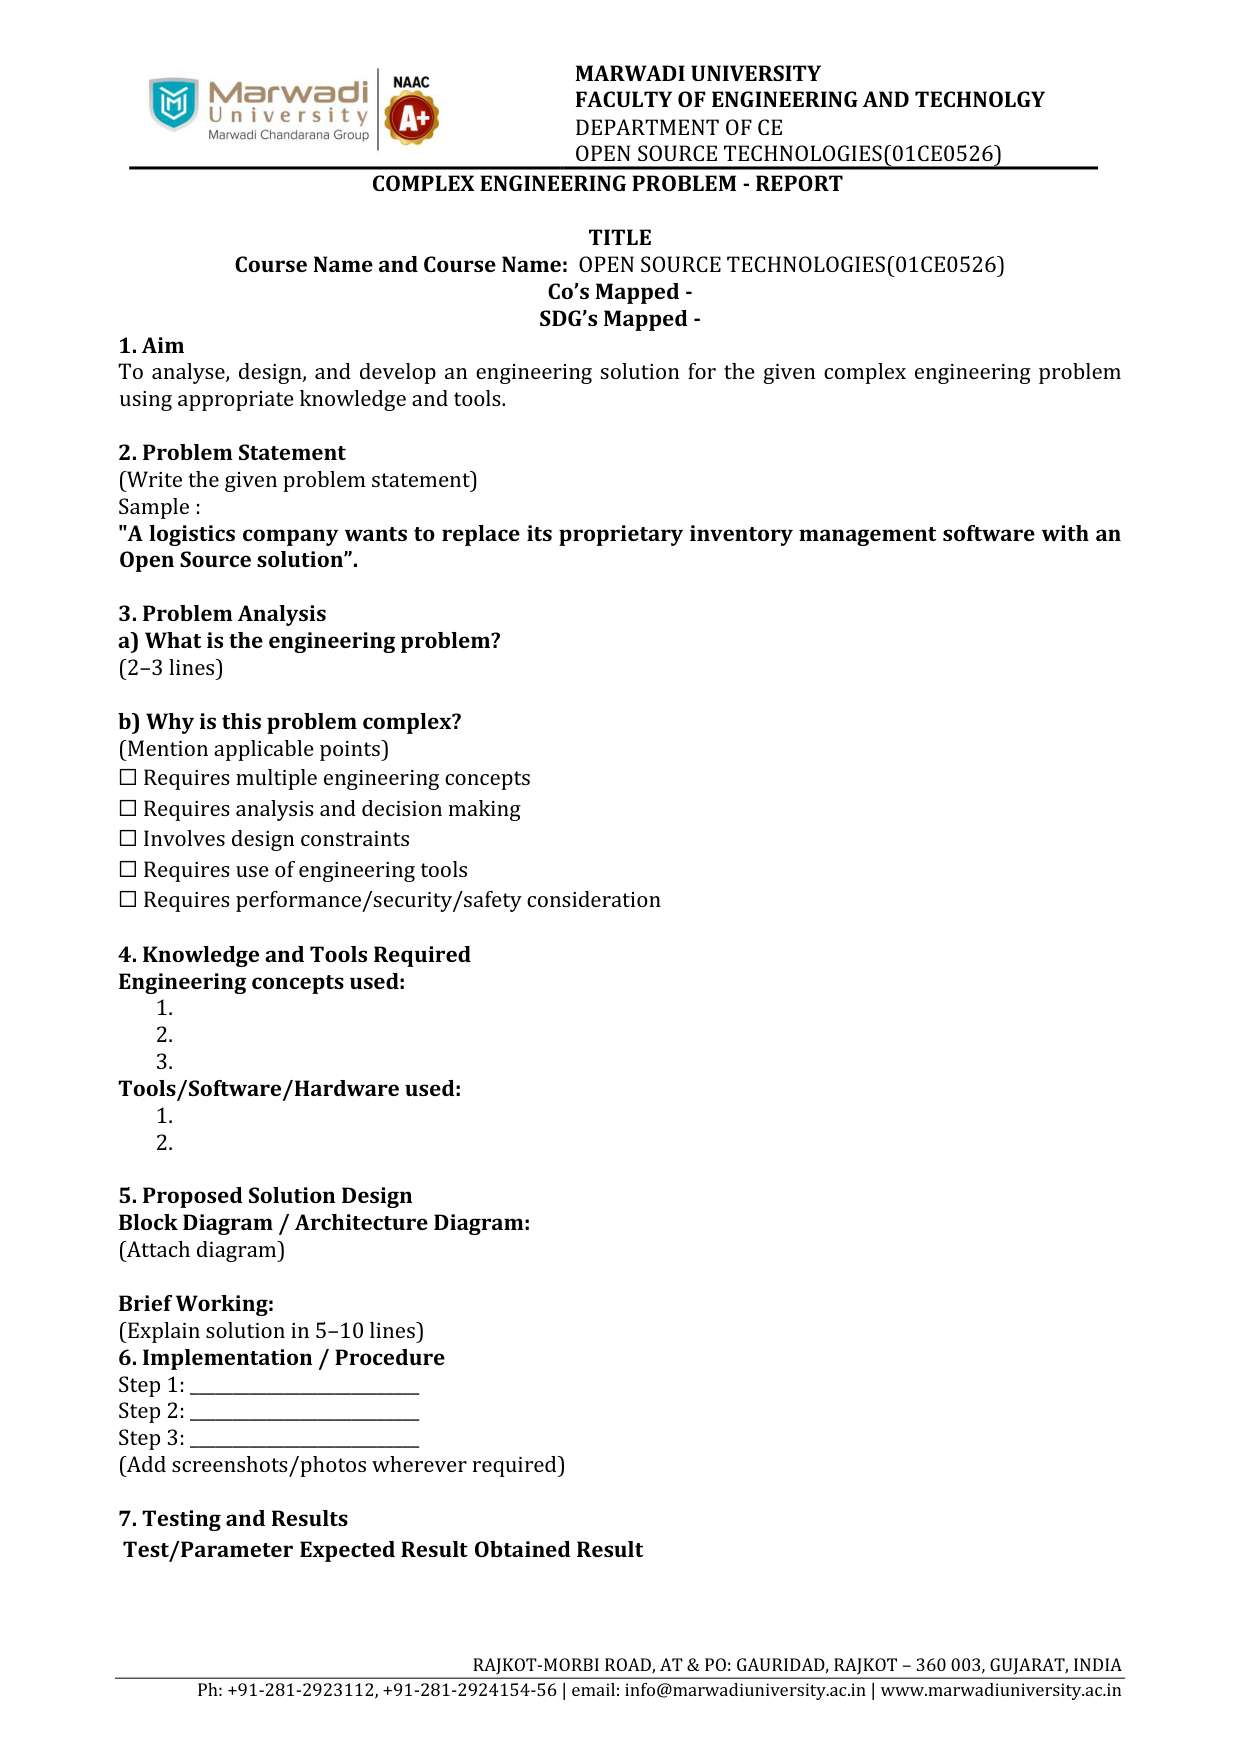 Marwadi
University
Marwadi Chandarana Group
NAAC
A+
MARWADI UNIVERSITY
FACULTY OF ENGINEERING AND TECHNOLGY
DEPARTMENT OF CE
OPEN SOURCE TECHNOLOGIES(01CE0526)
COMPLEX ENGINEERING PROBLEM - REPORT
TITLE
Course Name and Course Name: OPEN SOURCE TECHNOLOGIES(01CE0526)
Co’s Mapped -
SDG’s Mapped -
1. Aim
To analyse, design, and develop an engineering solution for the given complex engineering problem
using appropriate knowledge and tools.
2. Problem Statement
(Write the given problem statement)
Sample :
"A logistics company wants to replace its proprietary inventory management software with an
Open Source solution”.
3. Problem Analysis
a) What is the engineering problem?
(2–3 lines)
b) Why is this problem complex?
(Mention applicable points)
☐ Requires multiple engineering concepts
☐ Requires analysis and decision making
☐ Involves design constraints
☐ Requires use of engineering tools
☐ Requires performance/security/safety consideration
4. Knowledge and Tools Required
Engineering concepts used:
1.
2.
3.
Tools/Software/Hardware used:
1.
2.
5. Proposed Solution Design
Block Diagram / Architecture Diagram:
(Attach diagram)
Brief Working:
(Explain solution in 5–10 lines)
6. Implementation / Procedure
Step 1: ___________________________
Step 2: ___________________________
Step 3: ___________________________
(Add screenshots/photos wherever required)
7. Testing and Results
Test/Parameter Expected Result Obtained Result
RAJKOT-MORBI ROAD, AT & PO: GAURIDAD, RAJKOT – 360 003, GUJARAT, INDIA
Ph: +91-281-2923112, +91-281-2924154-56 | email: info@marwadiuniversity.ac.in | www.marwadiuniversity.ac.in